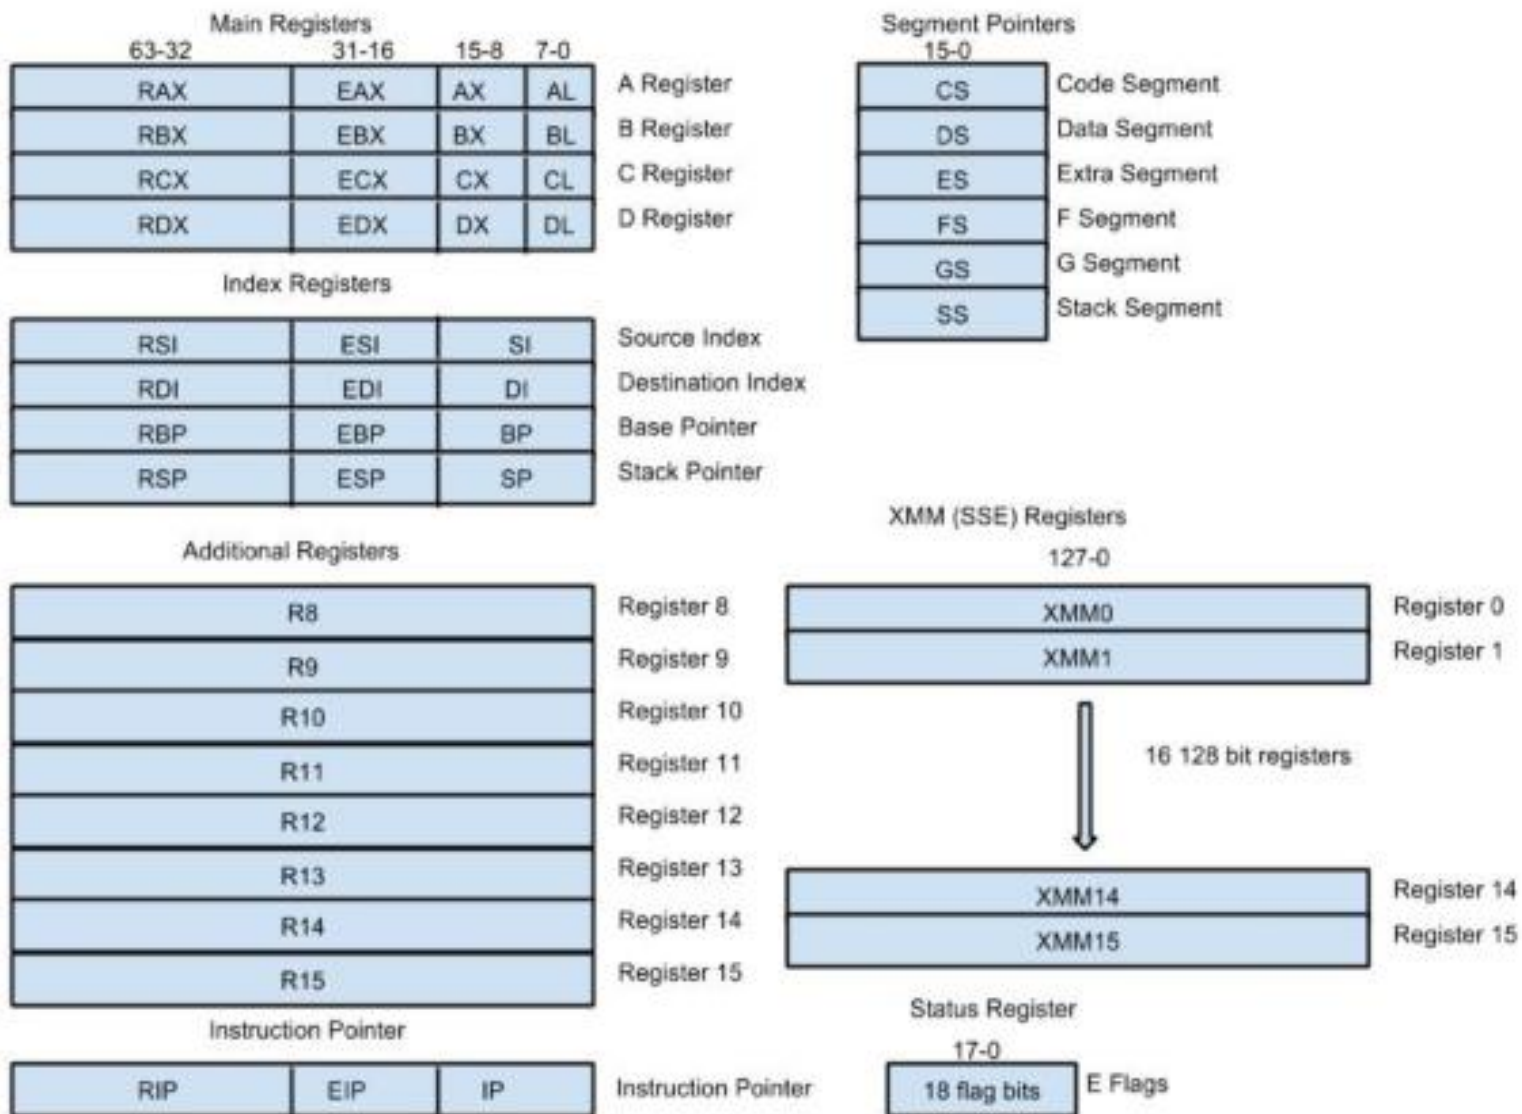 Main Registers
63-32 31-16 15-8 7-0
RAX EAX AX AL A Register
RBX EBX BX BL B Register
RCX ECX CX CL C Register
RDX EDX DX DL D Register
Index Registers
RSI ESI SI Source Index
RDI EDI DI Destination Index
RBP EBP BP Base Pointer
RSP ESP SP Stack Pointer
Additional Registers
R8 Register 8
R9 Register 9
R10 Register 10
R11 Register 11
R12 Register 12
R13 Register 13
R14 Register 14
R15 Register 15
Instruction Pointer
RIP EIP IP Instruction Pointer
Segment Pointers
15-0
CS Code Segment
DS Data Segment
ES Extra Segment
FS F Segment
GS G Segment
SS Stack Segment
XMM (SSE) Registers
127-0
XMM0 Register 0
XMM1 Register 1
16 128 bit registers
XMM14 Register 14
XMM15 Register 15
Status Register
17-0
18 flag bits E Flags